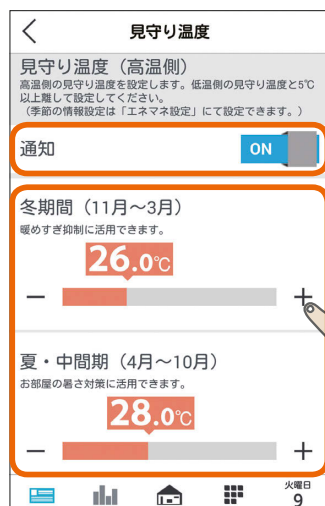 見守り温度
見守り温度（高温側）
高温側の見守り温度を設定します。低温側の見守り温度と5℃
以上離して設定してください。
（季節の情報設定は「エネマネ設定」にて設定できます。）
通知
ON
冬期間（11月～3月）
暖めすぎ抑制に活用できます。
26.0℃
− +
夏・中間期（4月～10月）
お部屋の暑さ対策に活用できます。
28.0℃
− +
火曜日
9